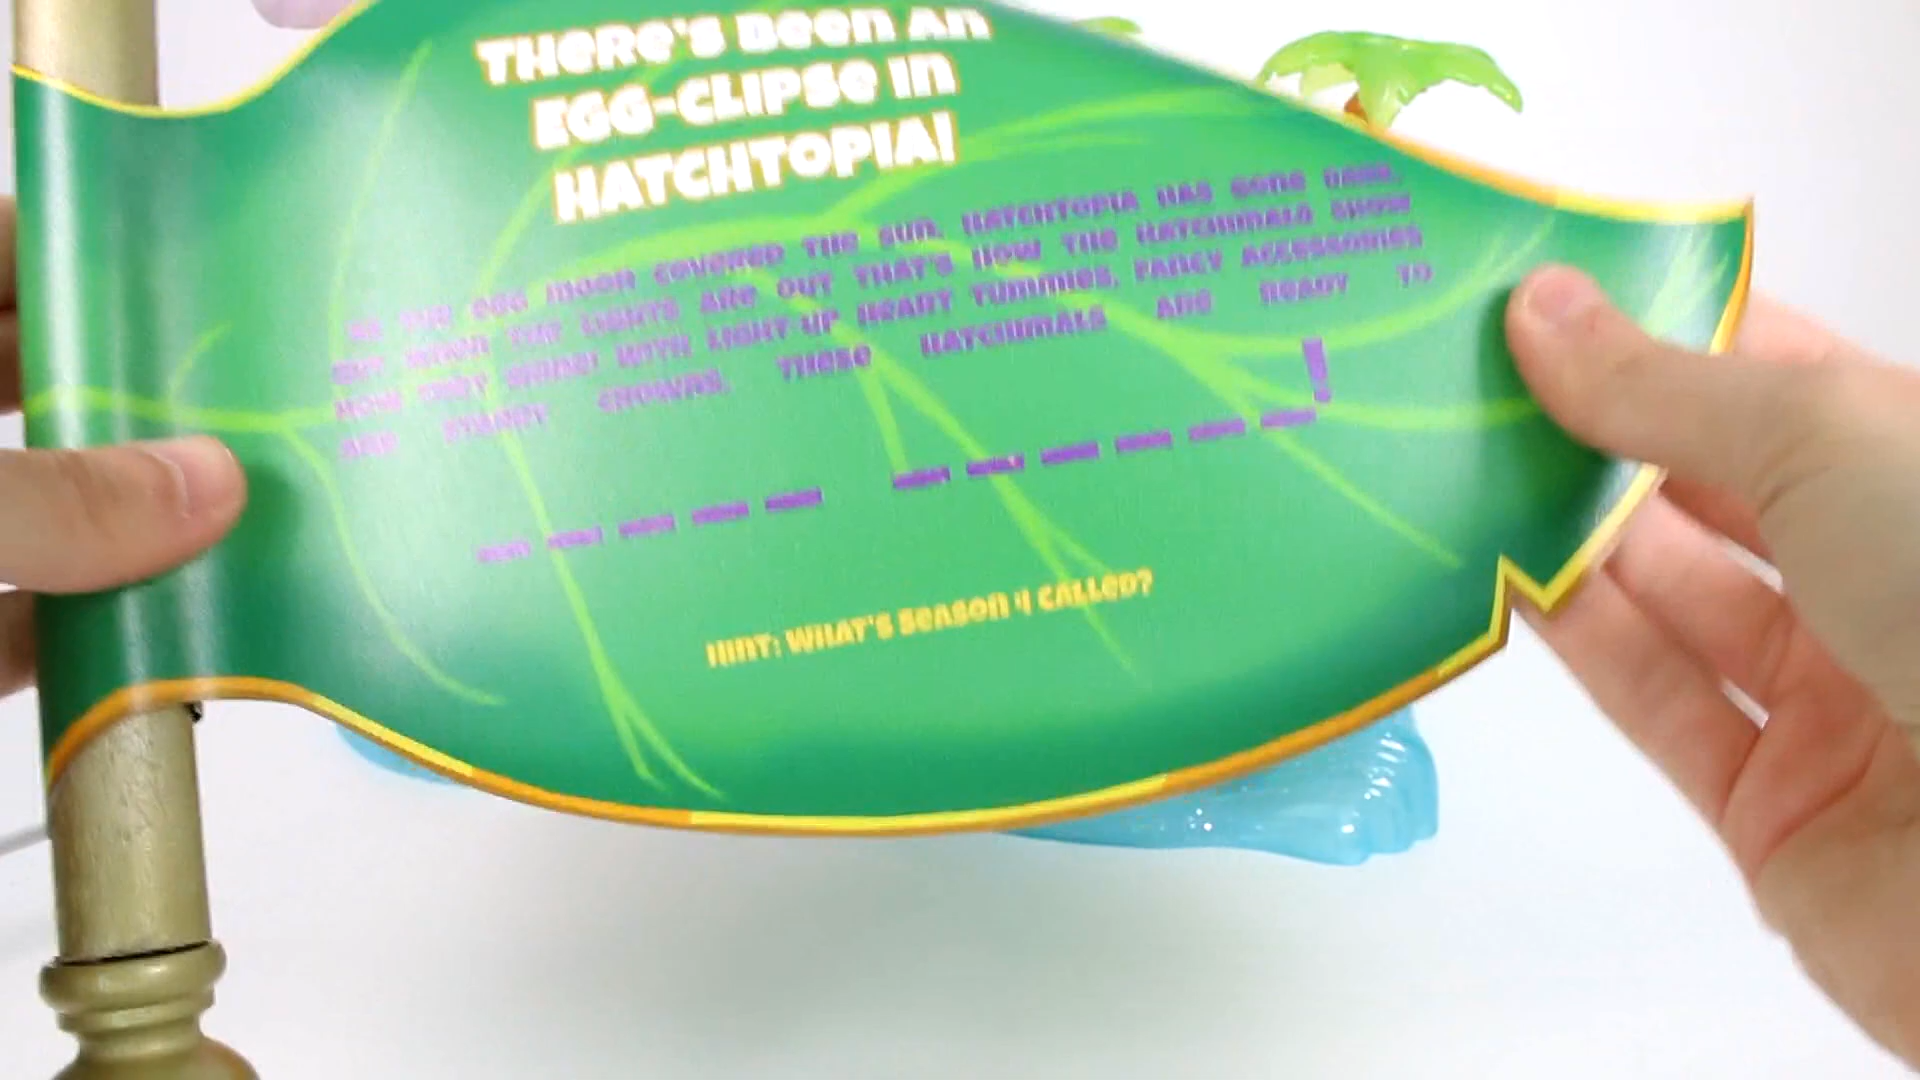 THERE'S BEEN AN
EGG-CLIPSE IN
HATCHTOPIA!
AS THE EGG MOON COVERED THE SUN, HATCHTOPIA HAS GONE DARK,
BUT WHEN THE LIGHTS ARE OUT THAT'S HOW THE HATCHIMALS SHOW
HOW THEY SHINE! WITH LIGHT-UP HEART TUMMIES, FANCY ACCESSORIES
AND CROWNS, THESE HATCHIMALS ARE READY TO
_ _ _ _ _ _ _ _ _ _ _!
HINT: WHAT'S SEASON 4 CALLED?